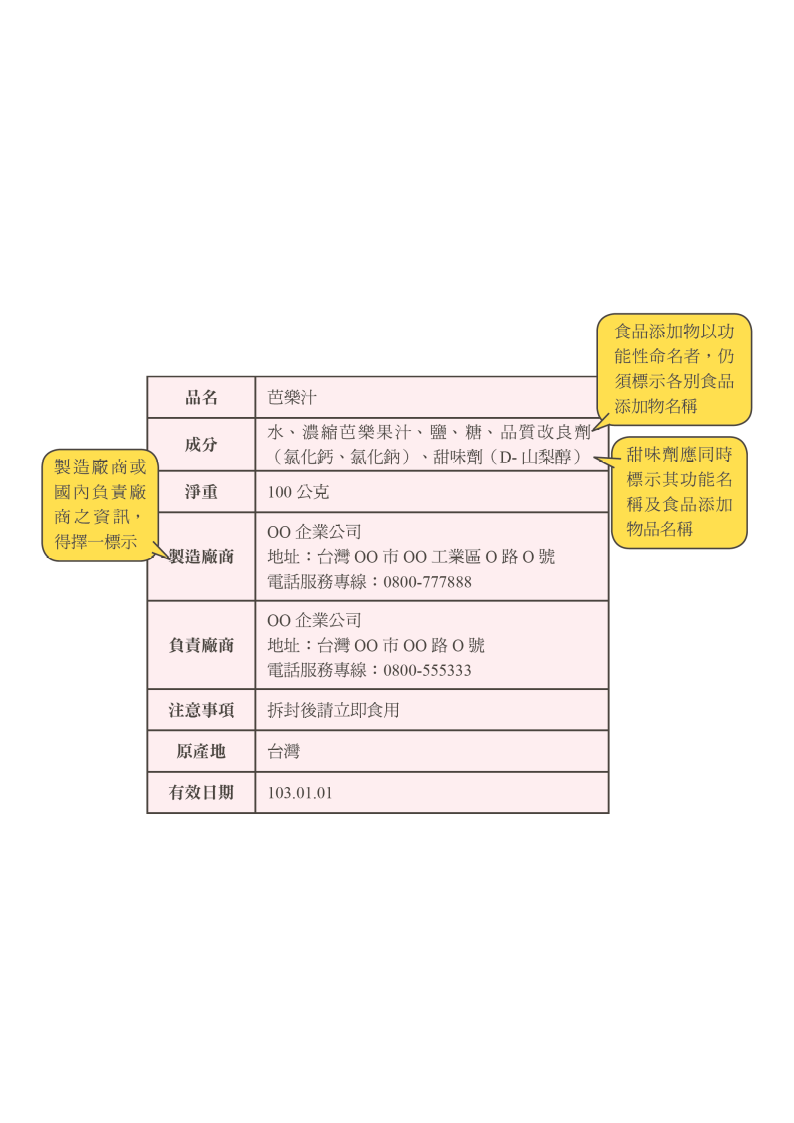 食品添加物以功
能性命名者，仍
須標示各別食品
添加物名稱
甜味劑應同時
標示其功能名
稱及食品添加
物品名稱
製造廠商或
國內負責廠
商之資訊，
得擇一標示
品名 芭樂汁
成分 水、濃縮芭樂果汁、鹽、糖、品質改良劑
（氯化鈣、氯化鈉）、甜味劑（D- 山梨醇）
淨重 100 公克
製造廠商 OO 企業公司
地址：台灣 OO 市 OO 工業區 O 路 O 號
電話服務專線：0800-777888
負責廠商 OO 企業公司
地址：台灣 OO 市 OO 路 O 號
電話服務專線：0800-555333
注意事項 拆封後請立即食用
原產地 台灣
有效日期 103.01.01